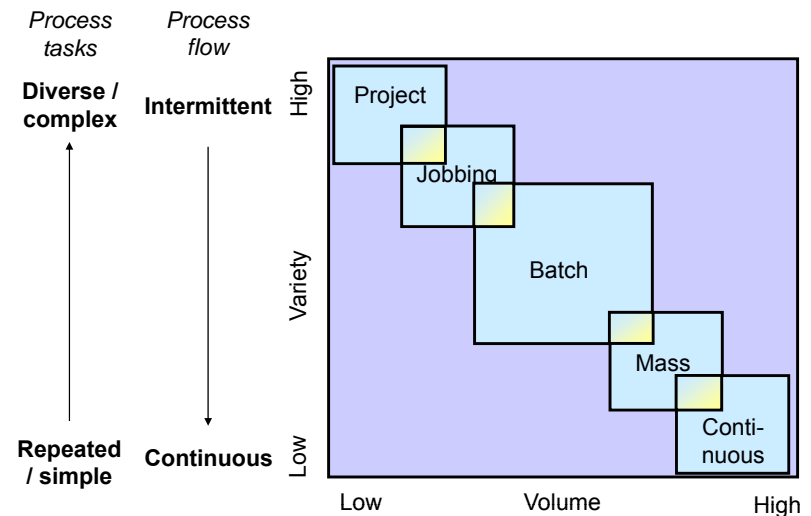 Process
tasks
Process
flow
Diverse /
complex
Intermittent
Repeated
/ simple
Continuous
High
Variety
Low
Project
Jobbing
Batch
Mass
Conti-
nuous
Low
Volume
High